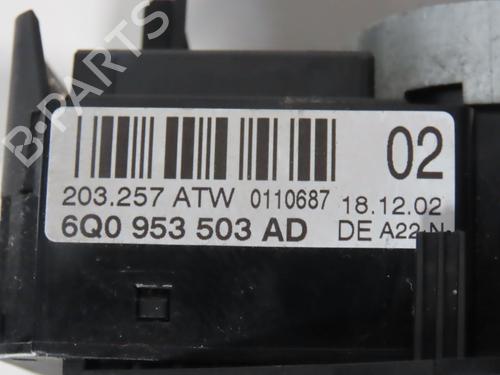 B-PARTS
02
203.257 ATW 0110687 18.12.02
6Q0 953 503 AD DE A22-N